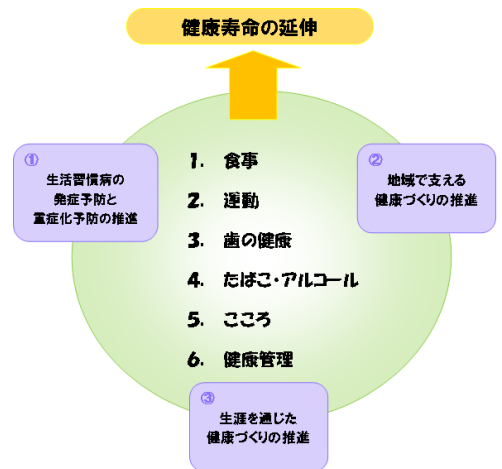 健康寿命の延伸
①
生活習慣病の
発症予防と
重症化予防の推進
②
地域で支える
健康づくりの推進
1. 食事
2. 運動
3. 歯の健康
4. たばこ・アルコール
5. こころ
6. 健康管理
③
生涯を通じた
健康づくりの推進